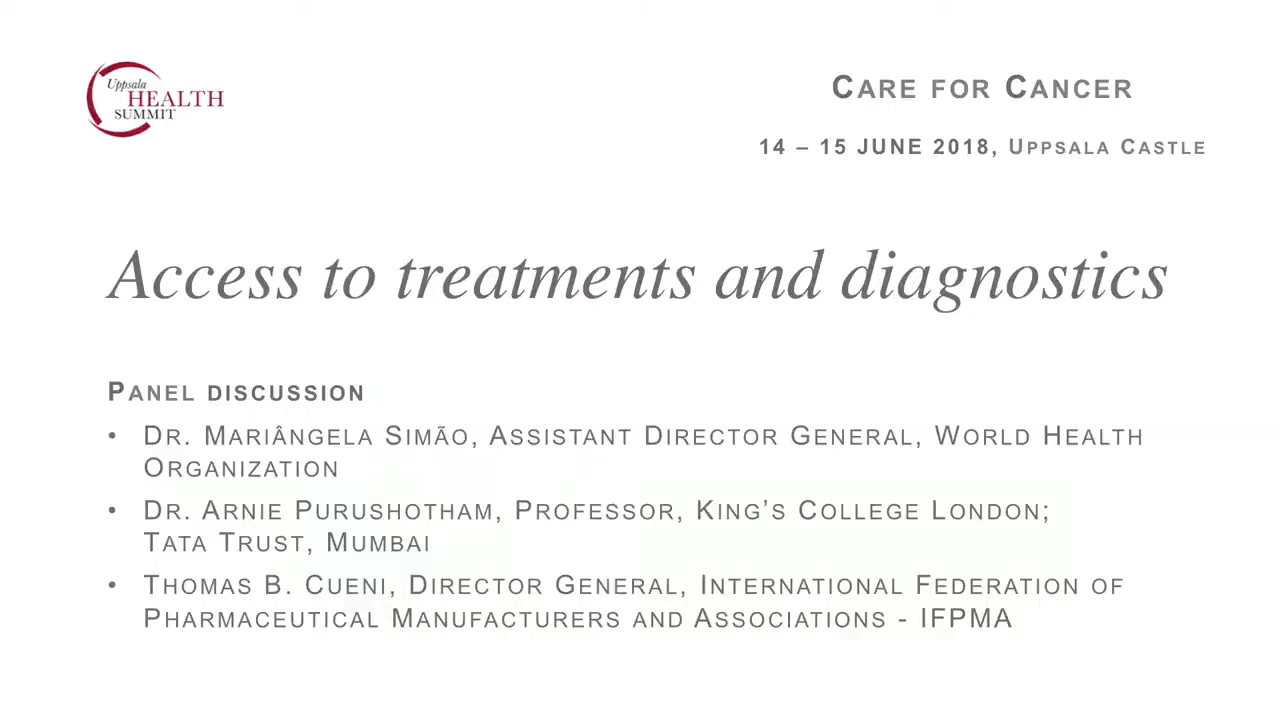 Uppsala
HEALTH
SUMMIT
CARE FOR CANCER
14 – 15 JUNE 2018, UPPSALA CASTLE
Access to treatments and diagnostics
PANEL DISCUSSION
• DR. MARIÂNGELA SIMÃO, ASSISTANT DIRECTOR GENERAL, WORLD HEALTH
ORGANIZATION
• DR. ARNIE PURUSHOTHAM, PROFESSOR, KING’S COLLEGE LONDON;
TATA TRUST, MUMBAI
• THOMAS B. CUENI, DIRECTOR GENERAL, INTERNATIONAL FEDERATION OF
PHARMACEUTICAL MANUFACTURERS AND ASSOCIATIONS - IFPMA